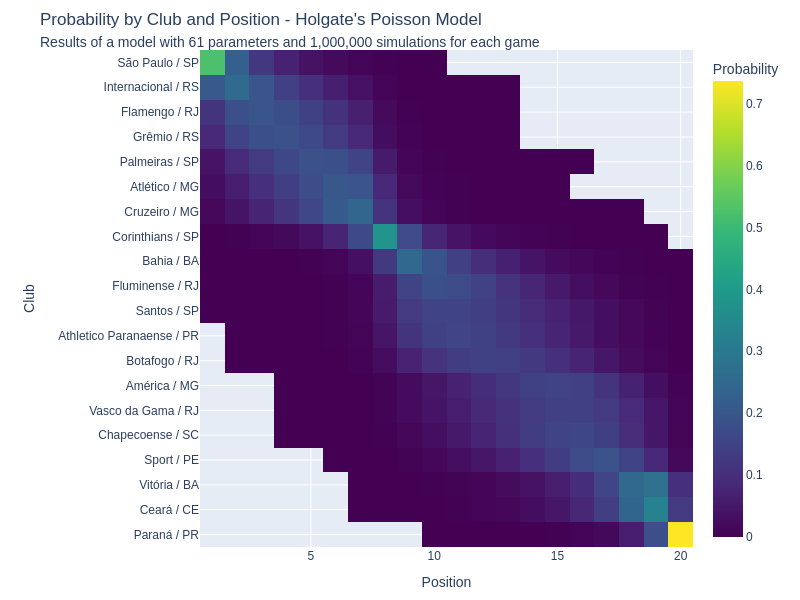 Probability by Club and Position - Holgate's Poisson Model
Results of a model with 61 parameters and 1,000,000 simulations for each game
Probability
São Paulo / SP
Internacional / RS
Flamengo / RJ
Grêmio / RS
Palmeiras / SP
Atlético / MG
Cruzeiro / MG
Corinthians / SP
Bahia / BA
Fluminense / RJ
Santos / SP
Athletico Paranaense / PR
Botafogo / RJ
América / MG
Vasco da Gama / RJ
Chapecoense / SC
Sport / PE
Vitória / BA
Ceará / CE
Paraná / PR
Club
5
10
15
20
Position
0.7
0.6
0.5
0.4
0.3
0.2
0.1
0